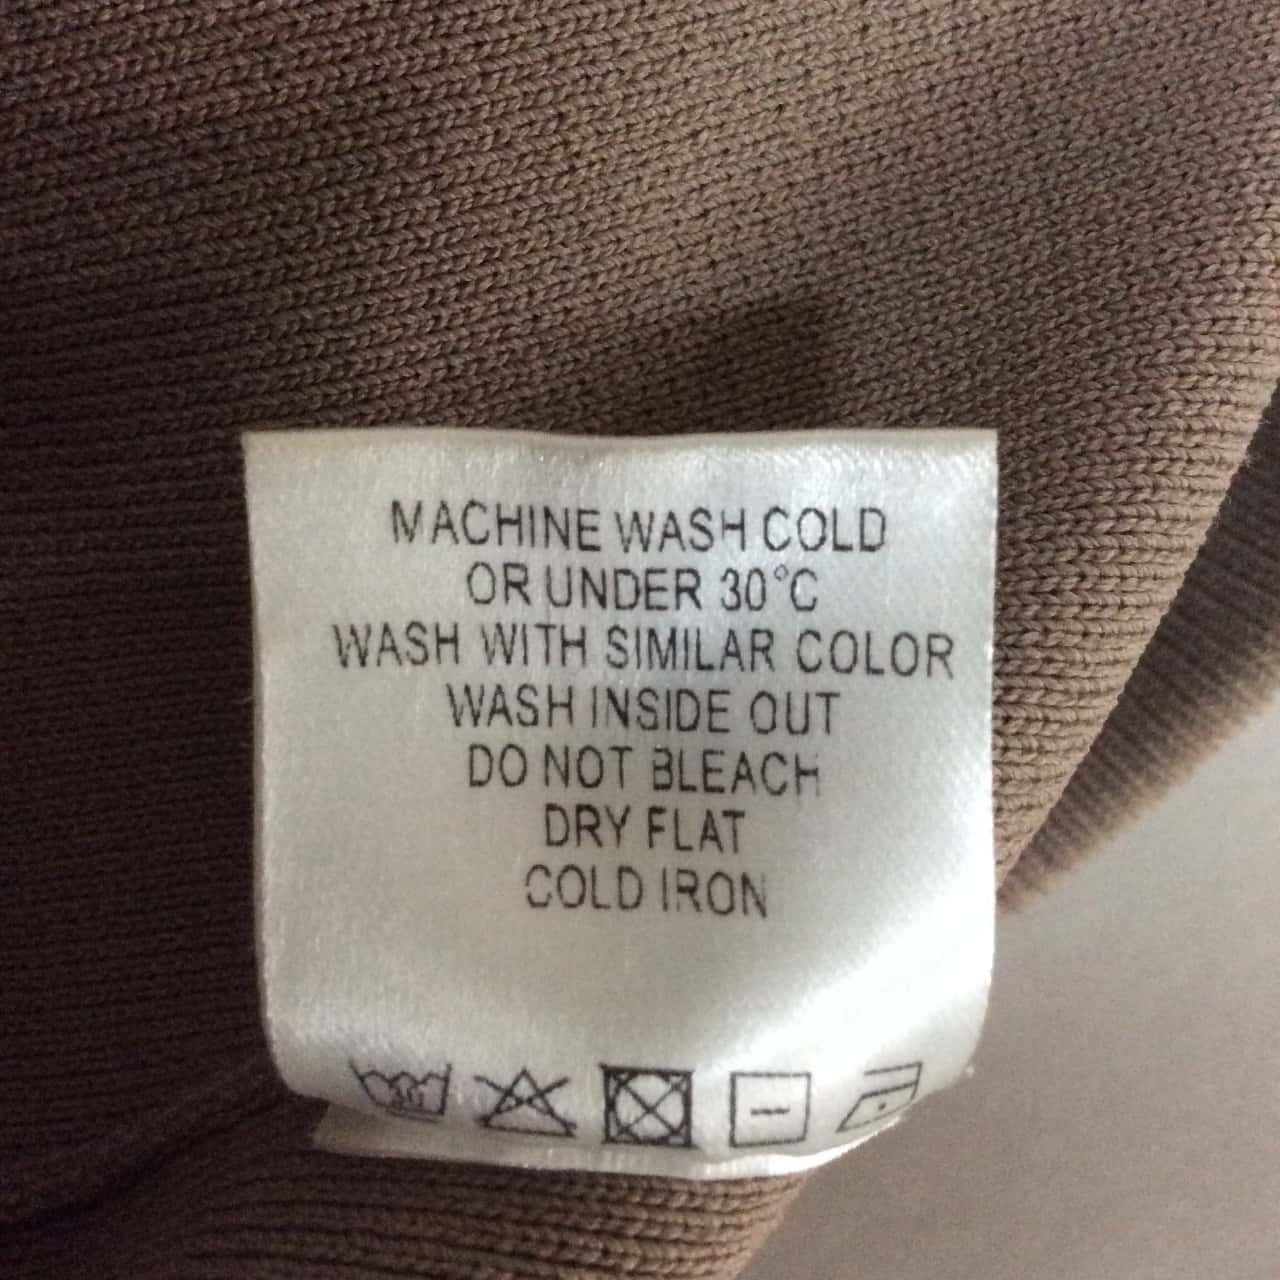 MACHINE WASH COLD
OR UNDER 30°C
WASH WITH SIMILAR COLOR
WASH INSIDE OUT
DO NOT BLEACH
DRY FLAT
COLD IRON
30